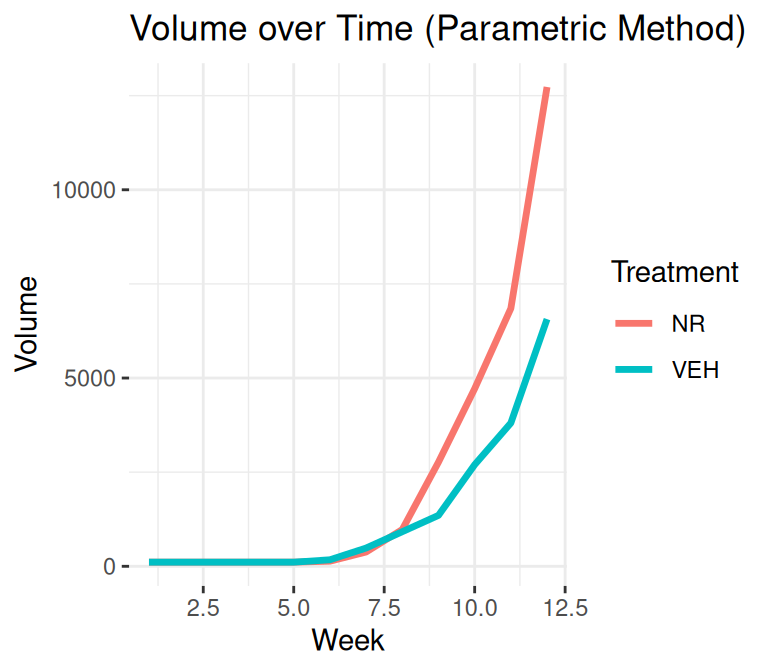 Volume over Time (Parametric Method)
10000
5000
0
Volume
2.5 5.0 7.5 10.0 12.5
Week
Treatment
NR
VEH